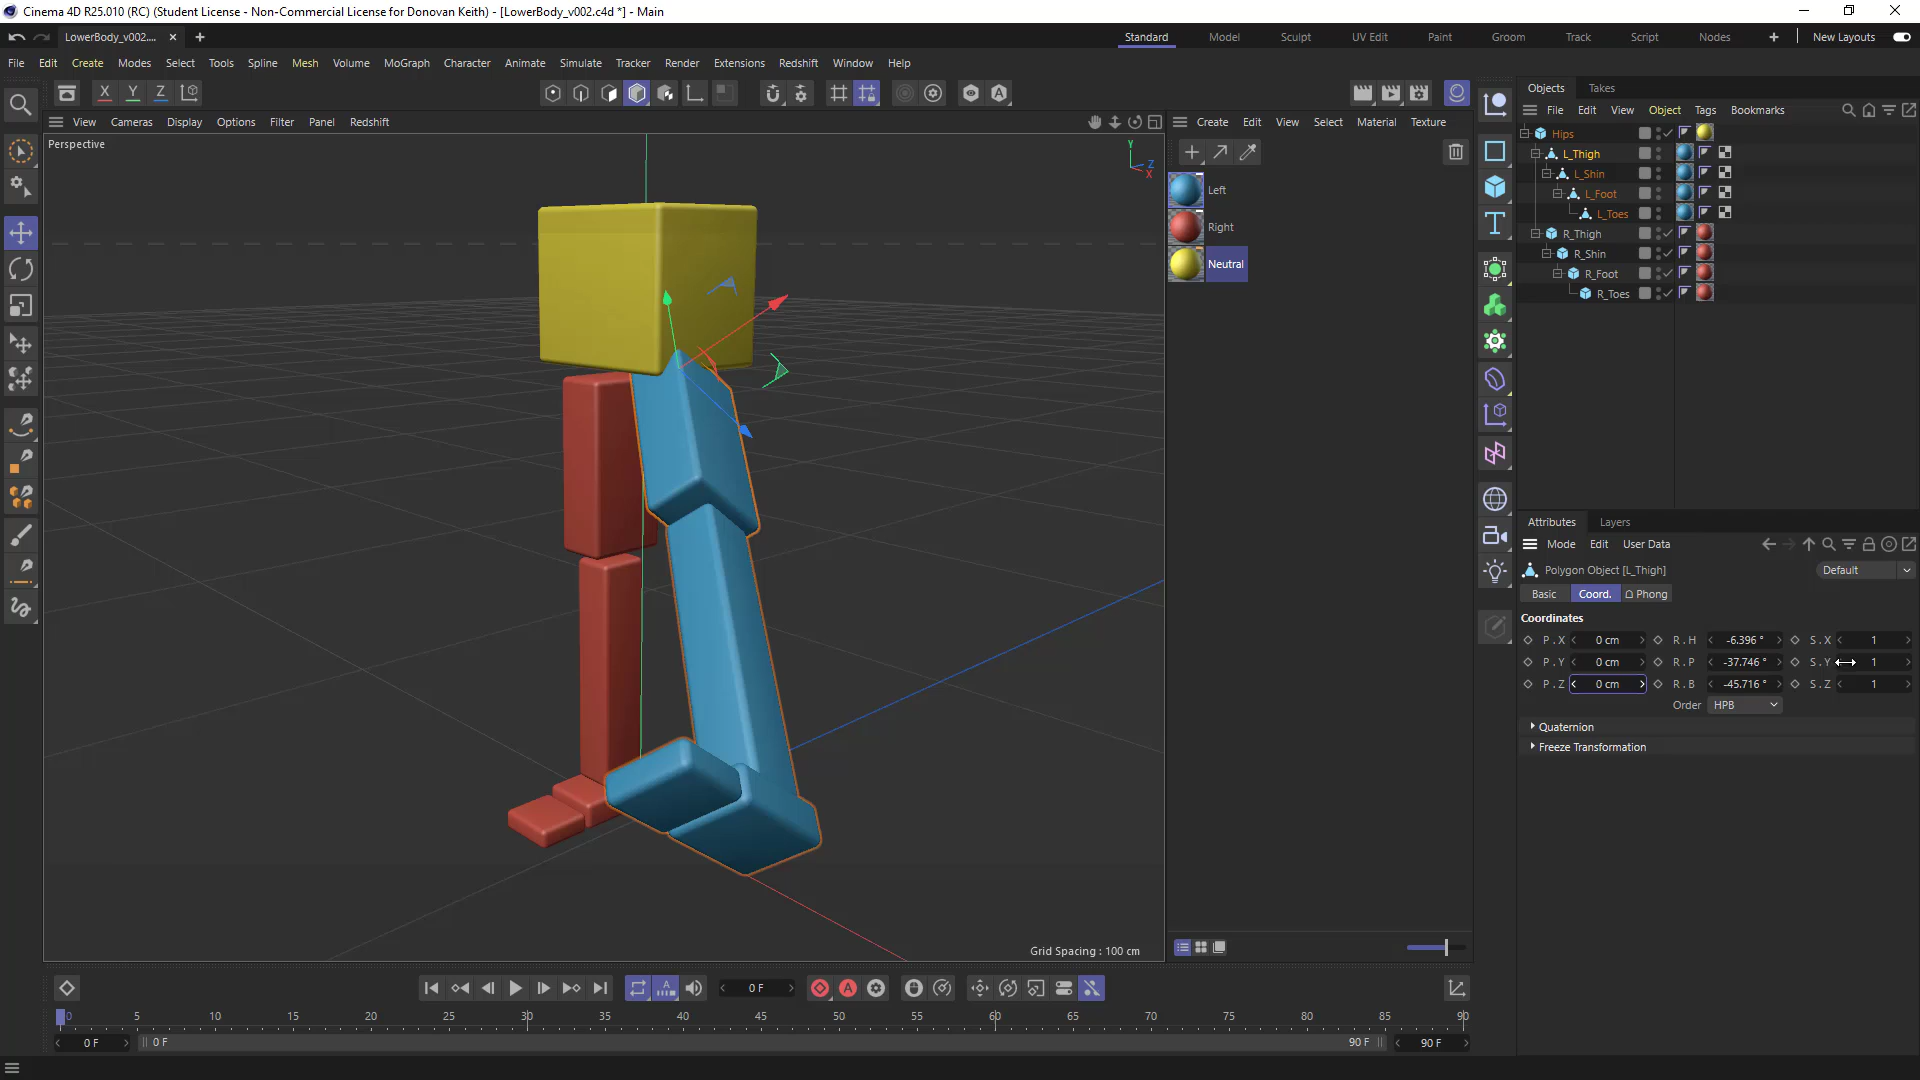 Cinema 4D R25.010 (RC) (Student License - Non-Commercial License for Donovan Keith) - [LowerBody_v002.c4d *] - Main
LowerBody_v002....
Standard Model Sculpt UV Edit Paint Groom Track Script Nodes New Layouts
File Edit Create Modes Select Tools Spline Mesh Volume MoGraph Character Animate Simulate Tracker Render Extensions Redshift Window Help
X Y Z
View Cameras Display Options Filter Panel Redshift
Perspective
Y
Z
X
Grid Spacing : 100 cm
Create Edit View Select Material Texture
Left
Right
Neutral
Objects Takes
File Edit View Object Tags Bookmarks
Hips
L_Thigh
L_Shin
L_Foot
L_Toes
R_Thigh
R_Shin
R_Foot
R_Toes
Attributes Layers
Mode Edit User Data
Polygon Object [L_Thigh] Default
Basic Coord. Phong
Coordinates
P . X 0 cm R . H -6.396 ° S . X 1
P . Y 0 cm R . P -37.746 ° S . Y 1
P . Z 0 cm R . B -45.716 ° S . Z 1
Order HPB
Quaternion
Freeze Transformation
0 F
0 5 10 15 20 25 30 35 40 45 50 55 60 65 70 75 80 85 90
0 F 0 F 90 F 90 F